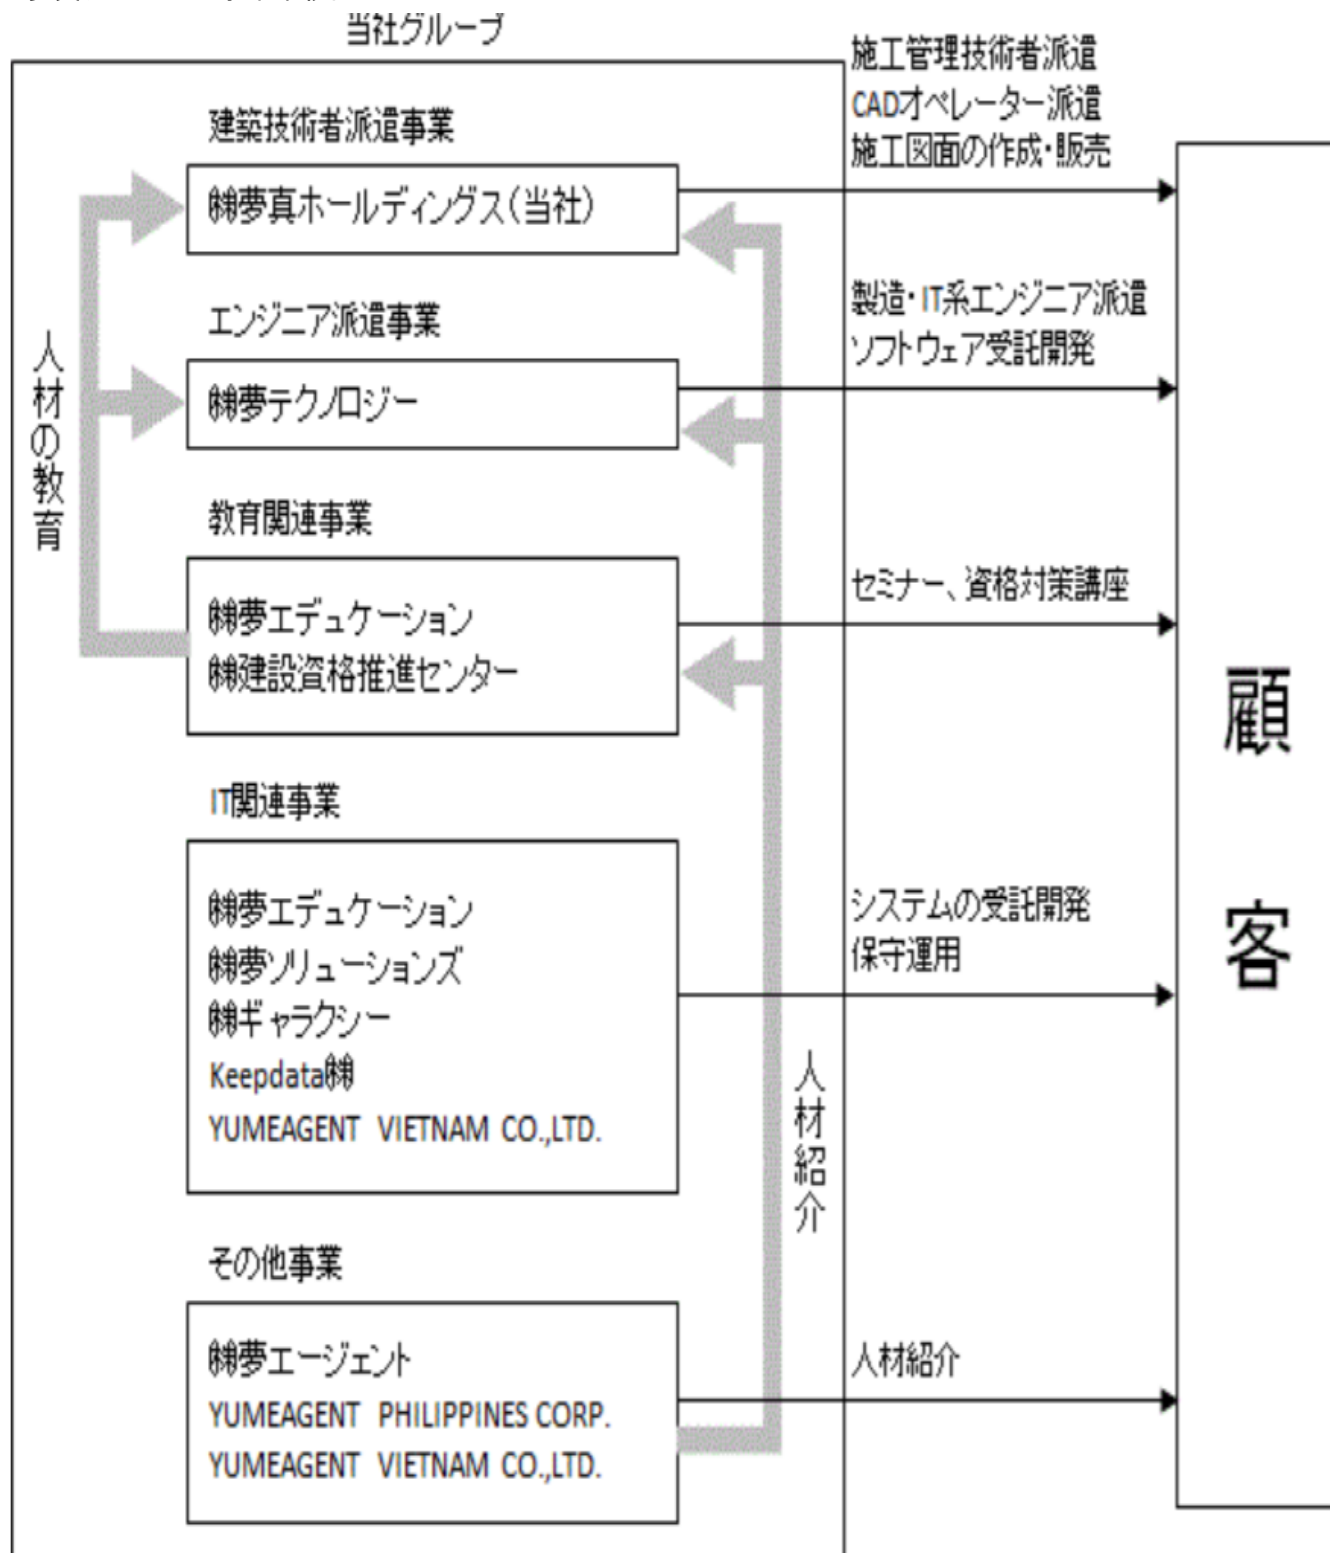 当社グループ
施工管理技術者派遣
CADオペレーター派遣
施工図面の作成・販売
建築技術者派遣事業
㈱夢真ホールディングス(当社)
製造・IT系エンジニア派遣
ソフトウェア受託開発
エンジニア派遣事業
㈱夢テクノロジー
人材の教育
教育関連事業
セミナー、資格対策講座
㈱夢エデュケーション
㈱建設資格推進センター
顧客
IT関連事業
㈱夢エデュケーション
㈱夢ソリューションズ
㈱ギャラクシー
Keepdata㈱
YUMEAGENT VIETNAM CO.,LTD.
システムの受託開発
保守運用
人材紹介
その他事業
㈱夢エージェント
YUMEAGENT PHILIPPINES CORP.
YUMEAGENT VIETNAM CO.,LTD.
人材紹介